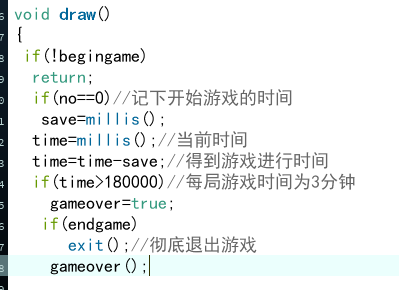 void draw()
{
if(!begingame)
return;
if(no==0)//记下开始游戏的时间
save=millis();
time=millis();//当前时间
time=time-save;//得到游戏进行时间
if(time>180000)//每局游戏时间为3分钟
gameover=true;
if(endgame)
exit();//彻底退出游戏
gameover();